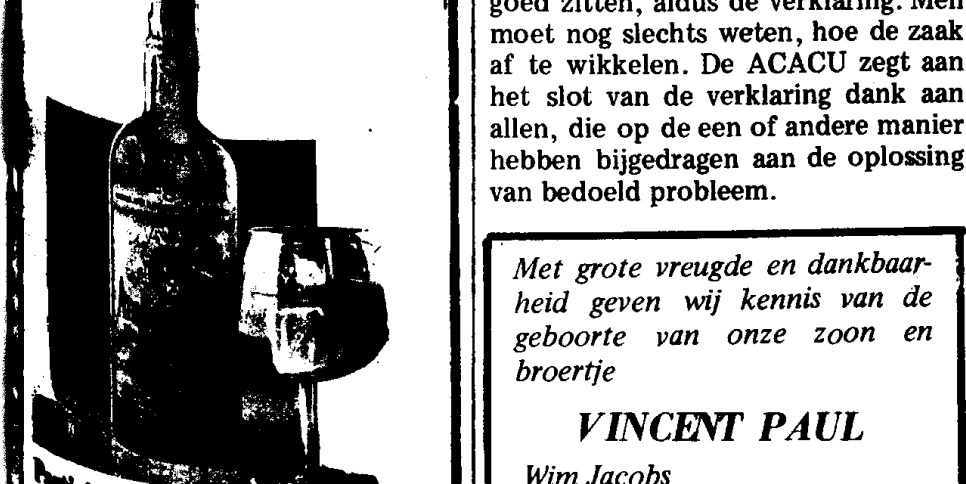 goed zitten, aldus de verklaring. Men
moet nog slechts weten, hoe de zaak
af te wikkelen. De ACACU zegt aan
het slot van de verklaring dank aan
allen, die op de een of andere manier
hebben bijgedragen aan de oplossing
van bedoeld probleem.
Met grote vreugde en dankbaar-
heid geven wij kennis van de
geboorte van onze zoon en
broertje
VINCENT PAUL
Wim Jacobs